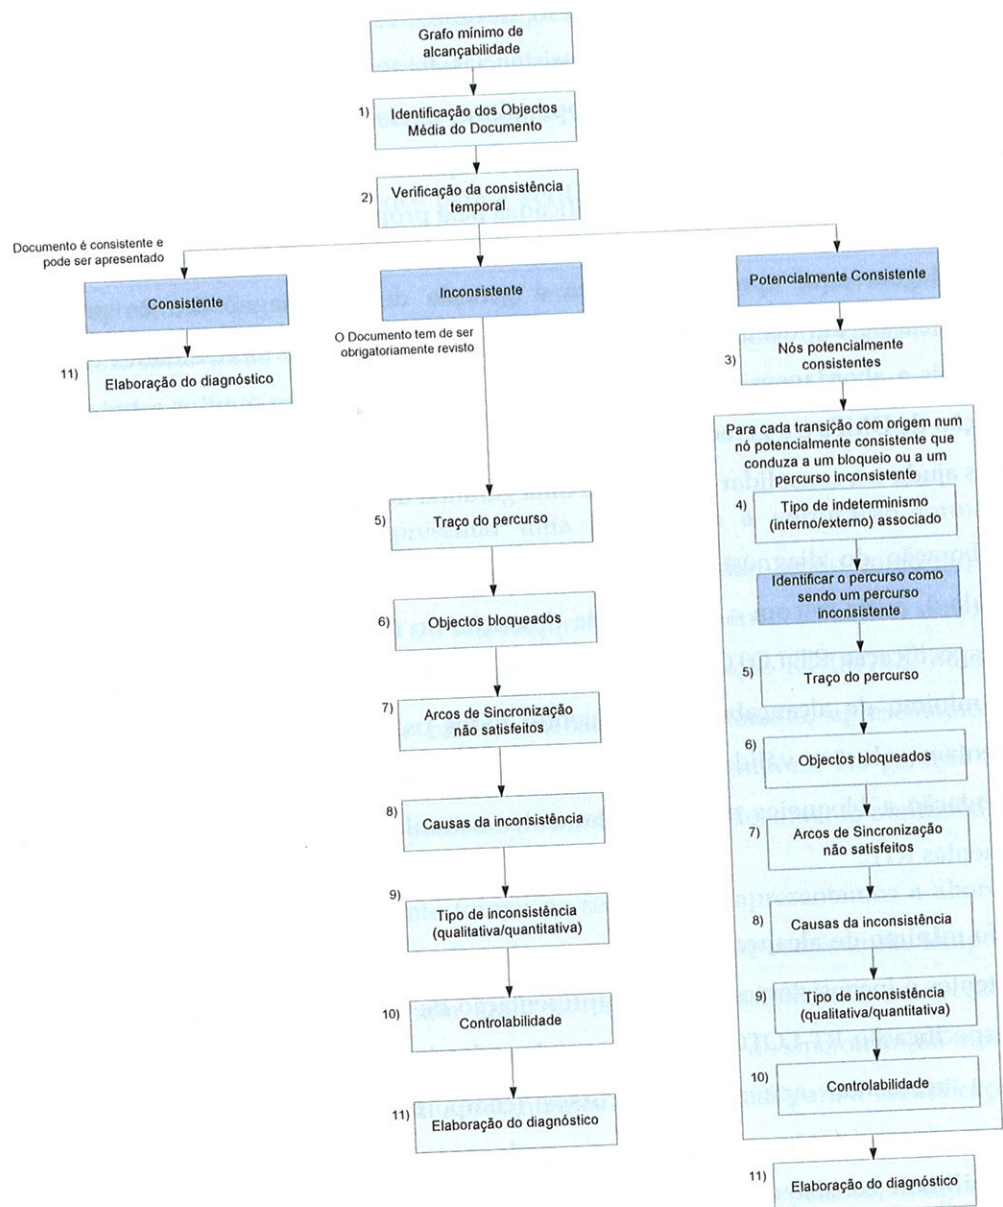 Grafo mínimo de
alcançabilidade
1) Identificação dos Objectos
Média do Documento
2) Verificação da consistência
temporal
Documento é consistente e
pode ser apresentado
Consistente
11) Elaboração do diagnóstico
Inconsistente
O Documento tem de ser
obrigatoriamente revisto
5) Traço do percurso
6) Objectos bloqueados
7) Arcos de Sincronização
não satisfeitos
8) Causas da inconsistência
9) Tipo de inconsistência
(qualitativa/quantitativa)
10) Controlabilidade
11) Elaboração do diagnóstico
Potencialmente Consistente
3) Nós potencialmente
consistentes
Para cada transição com origem num
nó potencialmente consistente que
conduza a um bloqueio ou a um
percurso inconsistente
4) Tipo de indeterminismo
(interno/externo) associado
Identificar o percurso como
sendo um percurso
inconsistente
5) Traço do percurso
6) Objectos bloqueados
7) Arcos de Sincronização
não satisfeitos
8) Causas da inconsistência
9) Tipo de inconsistência
(qualitativa/quantitativa)
10) Controlabilidade
11) Elaboração do diagnóstico